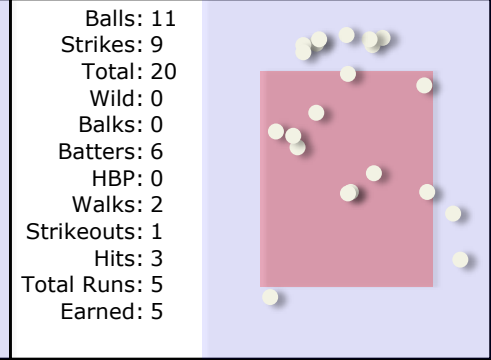 Balls: 11
Strikes: 9
Total: 20
Wild: 0
Balks: 0
Batters: 6
HBP: 0
Walks: 2
Strikeouts: 1
Hits: 3
Total Runs: 5
Earned: 5